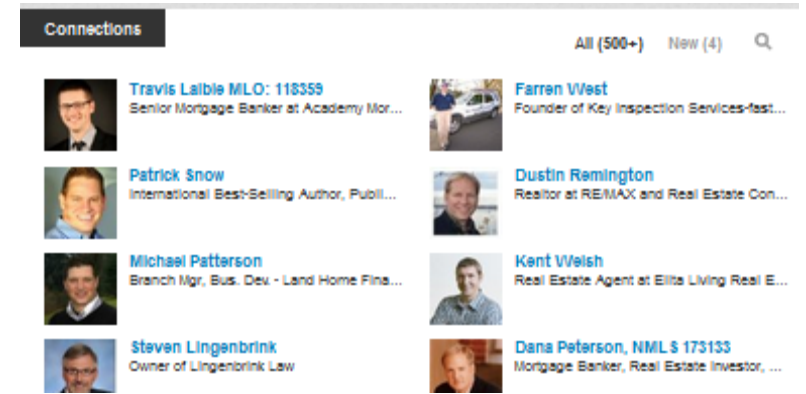 Connections
All (500+) New (4)
Travis Laible MLO: 118359
Senior Mortgage Banker at Academy Mor...
Farren West
Founder of Key Inspection Services-fast...
Patrick Snow
International Best-Selling Author, Publi...
Dustin Remington
Realtor at RE/MAX and Real Estate Con...
Michael Patterson
Branch Mgr, Bus. Dev. - Land Home Fina...
Kent Welsh
Real Estate Agent at Elita Living Real E...
Steven Lingenbrink
Owner of Lingenbrink Law
Dana Peterson, NMLS 173133
Mortgage Banker, Real Estate Investor, ...